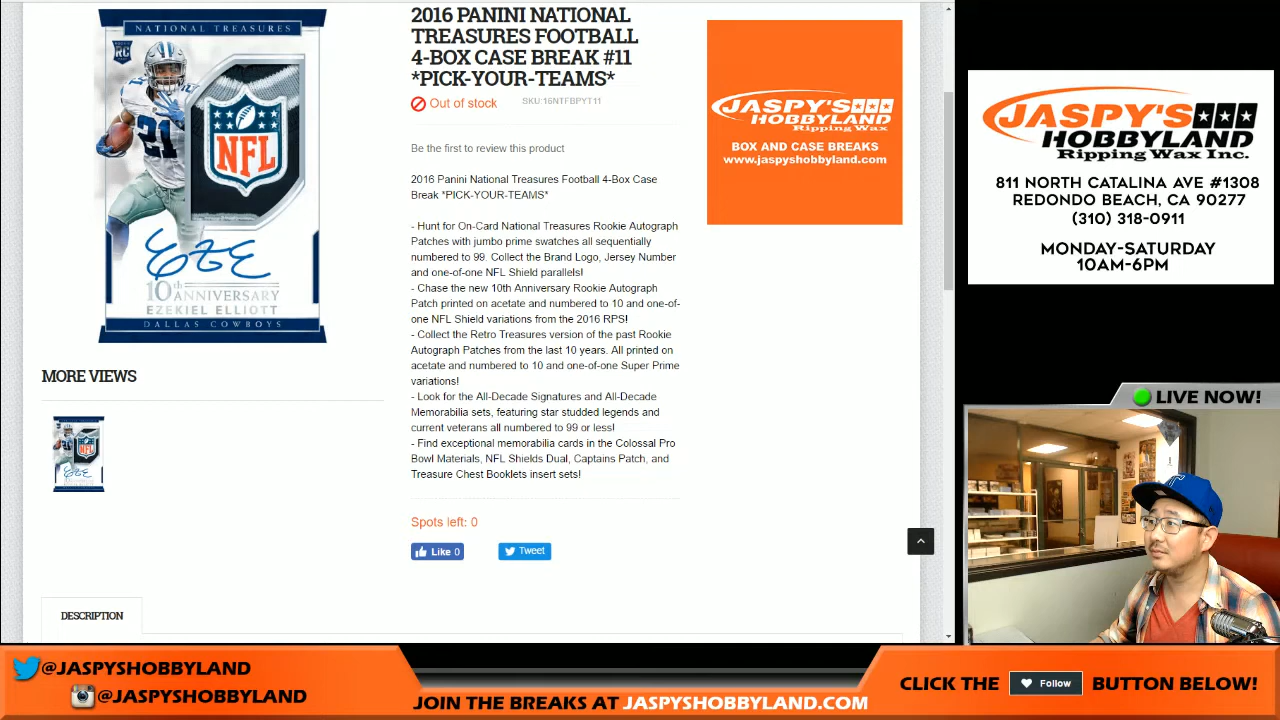 NATIONAL TREASURES
RC
21
NFL
10th ANNIVERSARY
EZEKIEL ELLIOTT
DALLAS COWBOYS
MORE VIEWS
2016 PANINI NATIONAL
TREASURES FOOTBALL
4-BOX CASE BREAK #11
*PICK-YOUR-TEAMS*
Out of stock
SKU:16NTFBPYT11
Be the first to review this product
2016 Panini National Treasures Football 4-Box Case
Break *PICK-YOUR-TEAMS*
- Hunt for On-Card National Treasures Rookie Autograph
Patches with jumbo prime swatches all sequentially
numbered to 99. Collect the Brand Logo, Jersey Number
and one-of-one NFL Shield parallels!
- Chase the new 10th Anniversary Rookie Autograph
Patch printed on acetate and numbered to 10 and one-of-
one NFL Shield variations from the 2016 RPS!
- Collect the Retro Treasures version of the past Rookie
Autograph Patches from the last 10 years. All printed on
acetate and numbered to 10 and one-of-one Super Prime
variations!
- Look for the All-Decade Signatures and All-Decade
Memorabilia sets, featuring star studded legends and
current veterans all numbered to 99 or less!
- Find exceptional memorabilia cards in the Colossal Pro
Bowl Materials, NFL Shields Dual, Captains Patch, and
Treasure Chest Booklets insert sets!
Spots left: 0
Like 0
Tweet
DESCRIPTION
JASPY'S
HOBBYLAND
Ripping Wax
BOX AND CASE BREAKS
www.jaspyshobbyland.com
JASPY'S
HOBBYLAND
Ripping Wax Inc.
811 NORTH CATALINA AVE #1308
REDONDO BEACH, CA 90277
(310) 318-0911
MONDAY-SATURDAY
10AM-6PM
LIVE NOW!
@JASPYSHOBBYLAND
@JASPYSHOBBYLAND
JOIN THE BREAKS AT JASPYSHOBBYLAND.COM
CLICK THE Follow BUTTON BELOW!